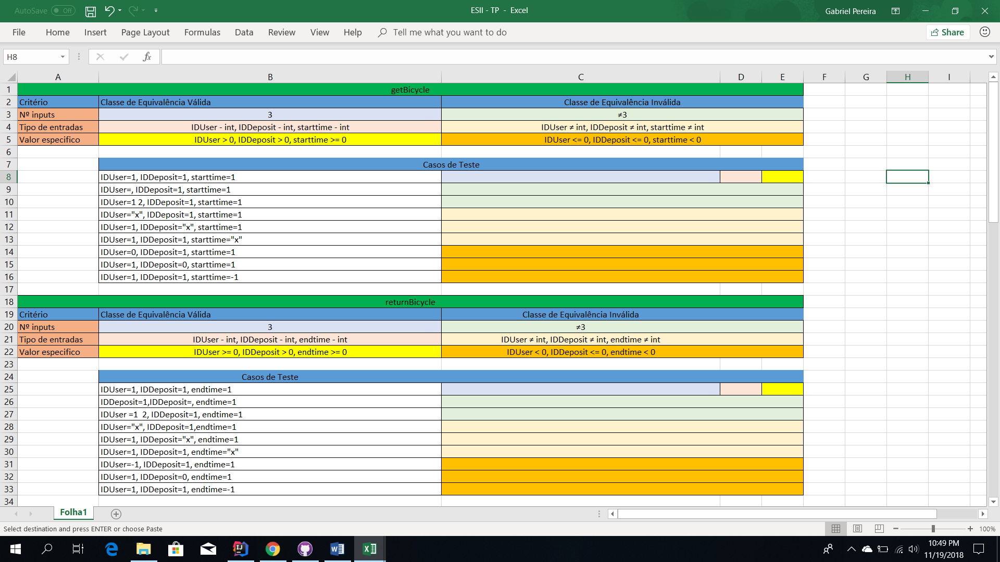 AutoSave Off ESII - TP - Excel Gabriel Pereira
File Home Insert Page Layout Formulas Data Review View Help Tell me what you want to do Share
H8 fx
A B C D E F G H I
1 getBicycle
2 Critério Classe de Equivalência Válida Classe de Equivalência Inválida
3 Nº inputs 3 ≠3
4 Tipo de entradas IDUser - int, IDDeposit - int, starttime - int IDUser ≠ int, IDDeposit ≠ int, starttime ≠ int
5 Valor especifico IDUser > 0, IDDeposit > 0, starttime >= 0 IDUser <= 0, IDDeposit <= 0, starttime < 0
6
7 Casos de Teste
8 IDUser=1, IDDeposit=1, starttime=1
9 IDUser=, IDDeposit=1, starttime=1
10 IDUser=1 2, IDDeposit=1, starttime=1
11 IDUser="x", IDDeposit=1, starttime=1
12 IDUser=1, IDDeposit="x", starttime=1
13 IDUser=1, IDDeposit=1, starttime="x"
14 IDUser=0, IDDeposit=1, starttime=1
15 IDUser=1, IDDeposit=0, starttime=1
16 IDUser=1, IDDeposit=1, starttime=-1
17
18 returnBicycle
19 Critério Classe de Equivalência Válida Classe de Equivalência Inválida
20 Nº inputs 3 ≠3
21 Tipo de entradas IDUser - int, IDDeposit - int, endtime - int IDUser ≠ int, IDDeposit ≠ int, endtime ≠ int
22 Valor especifico IDUser >= 0, IDDeposit > 0, endtime >= 0 IDUser < 0, IDDeposit <= 0, endtime < 0
23
24 Casos de Teste
25 IDUser=1, IDDeposit=1, endtime=1
26 IDDeposit=1,IDDeposit=, endtime=1
27 IDUser =1  2, IDDeposit=1, endtime=1
28 IDUser="x", IDDeposit=1,endtime=1
29 IDUser=1, IDDeposit="x", endtime=1
30 IDUser=1, IDDeposit=1, endtime="x"
31 IDUser=-1, IDDeposit=1, endtime=1
32 IDUser=1, IDDeposit=0, endtime=1
33 IDUser=1, IDDeposit=1, endtime=-1
34
Folha1
Select destination and press ENTER or choose Paste 100%
10:49 PM
11/19/2018